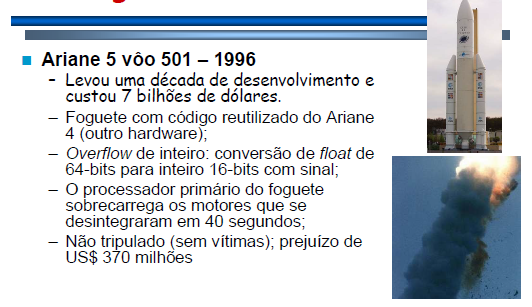 Ariane 5 vôo 501 – 1996
- Levou uma década de desenvolvimento e
custou 7 bilhões de dólares.
– Foguete com código reutilizado do Ariane
4 (outro hardware);
– Overflow de inteiro: conversão de float de
64-bits para inteiro 16-bits com sinal;
– O processador primário do foguete
sobrecarrega os motores que se
desintegraram em 40 segundos;
– Não tripulado (sem vítimas); prejuízo de
US$ 370 milhões